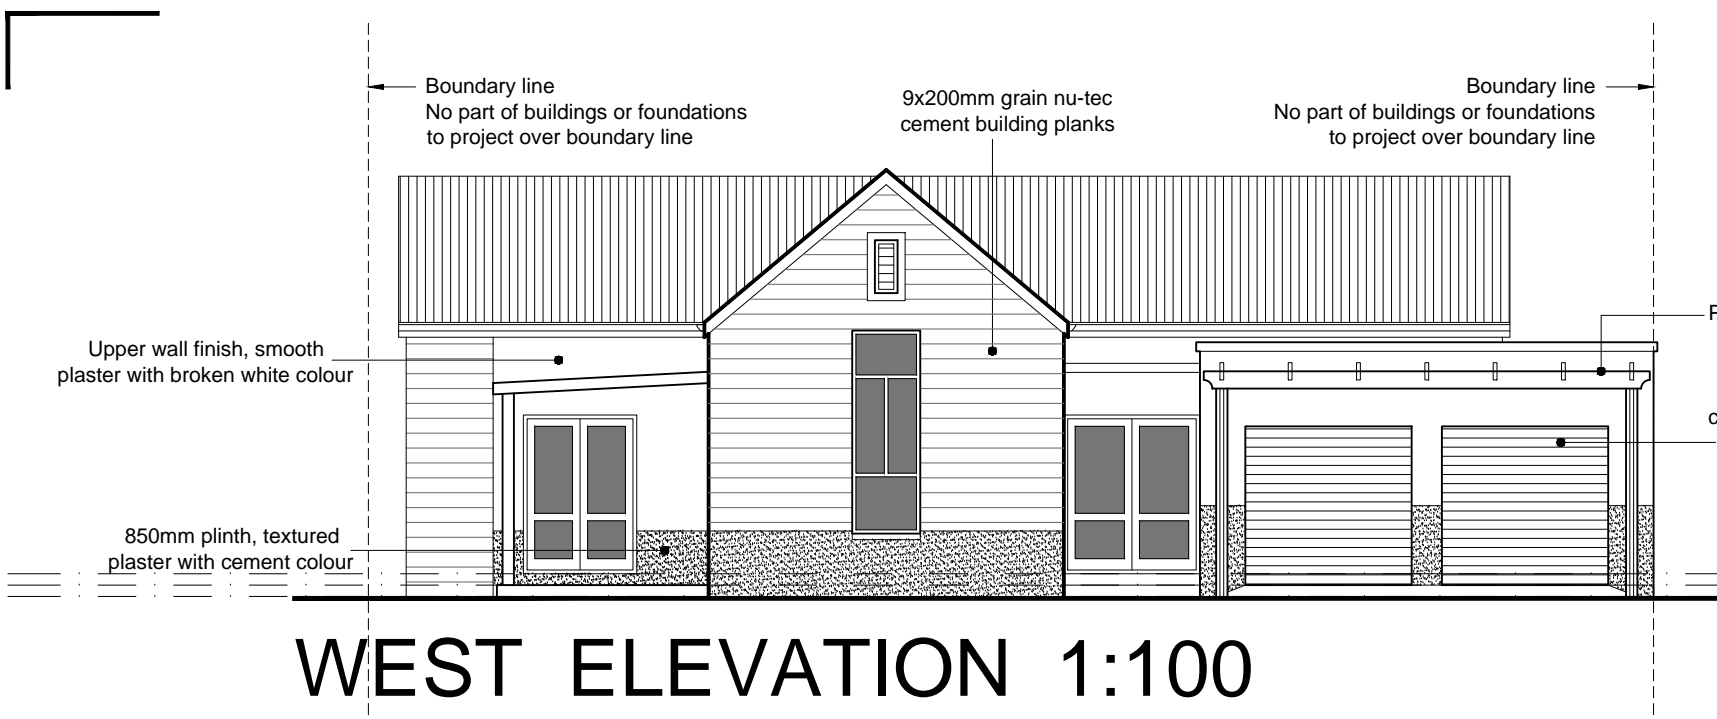 Boundary line
No part of buildings or foundations
to project over boundary line
9x200mm grain nu-tec
cement building planks
Boundary line
No part of buildings or foundations
to project over boundary line
Upper wall finish, smooth
plaster with broken white colour
850mm plinth, textured
plaster with cement colour
WEST ELEVATION 1:100